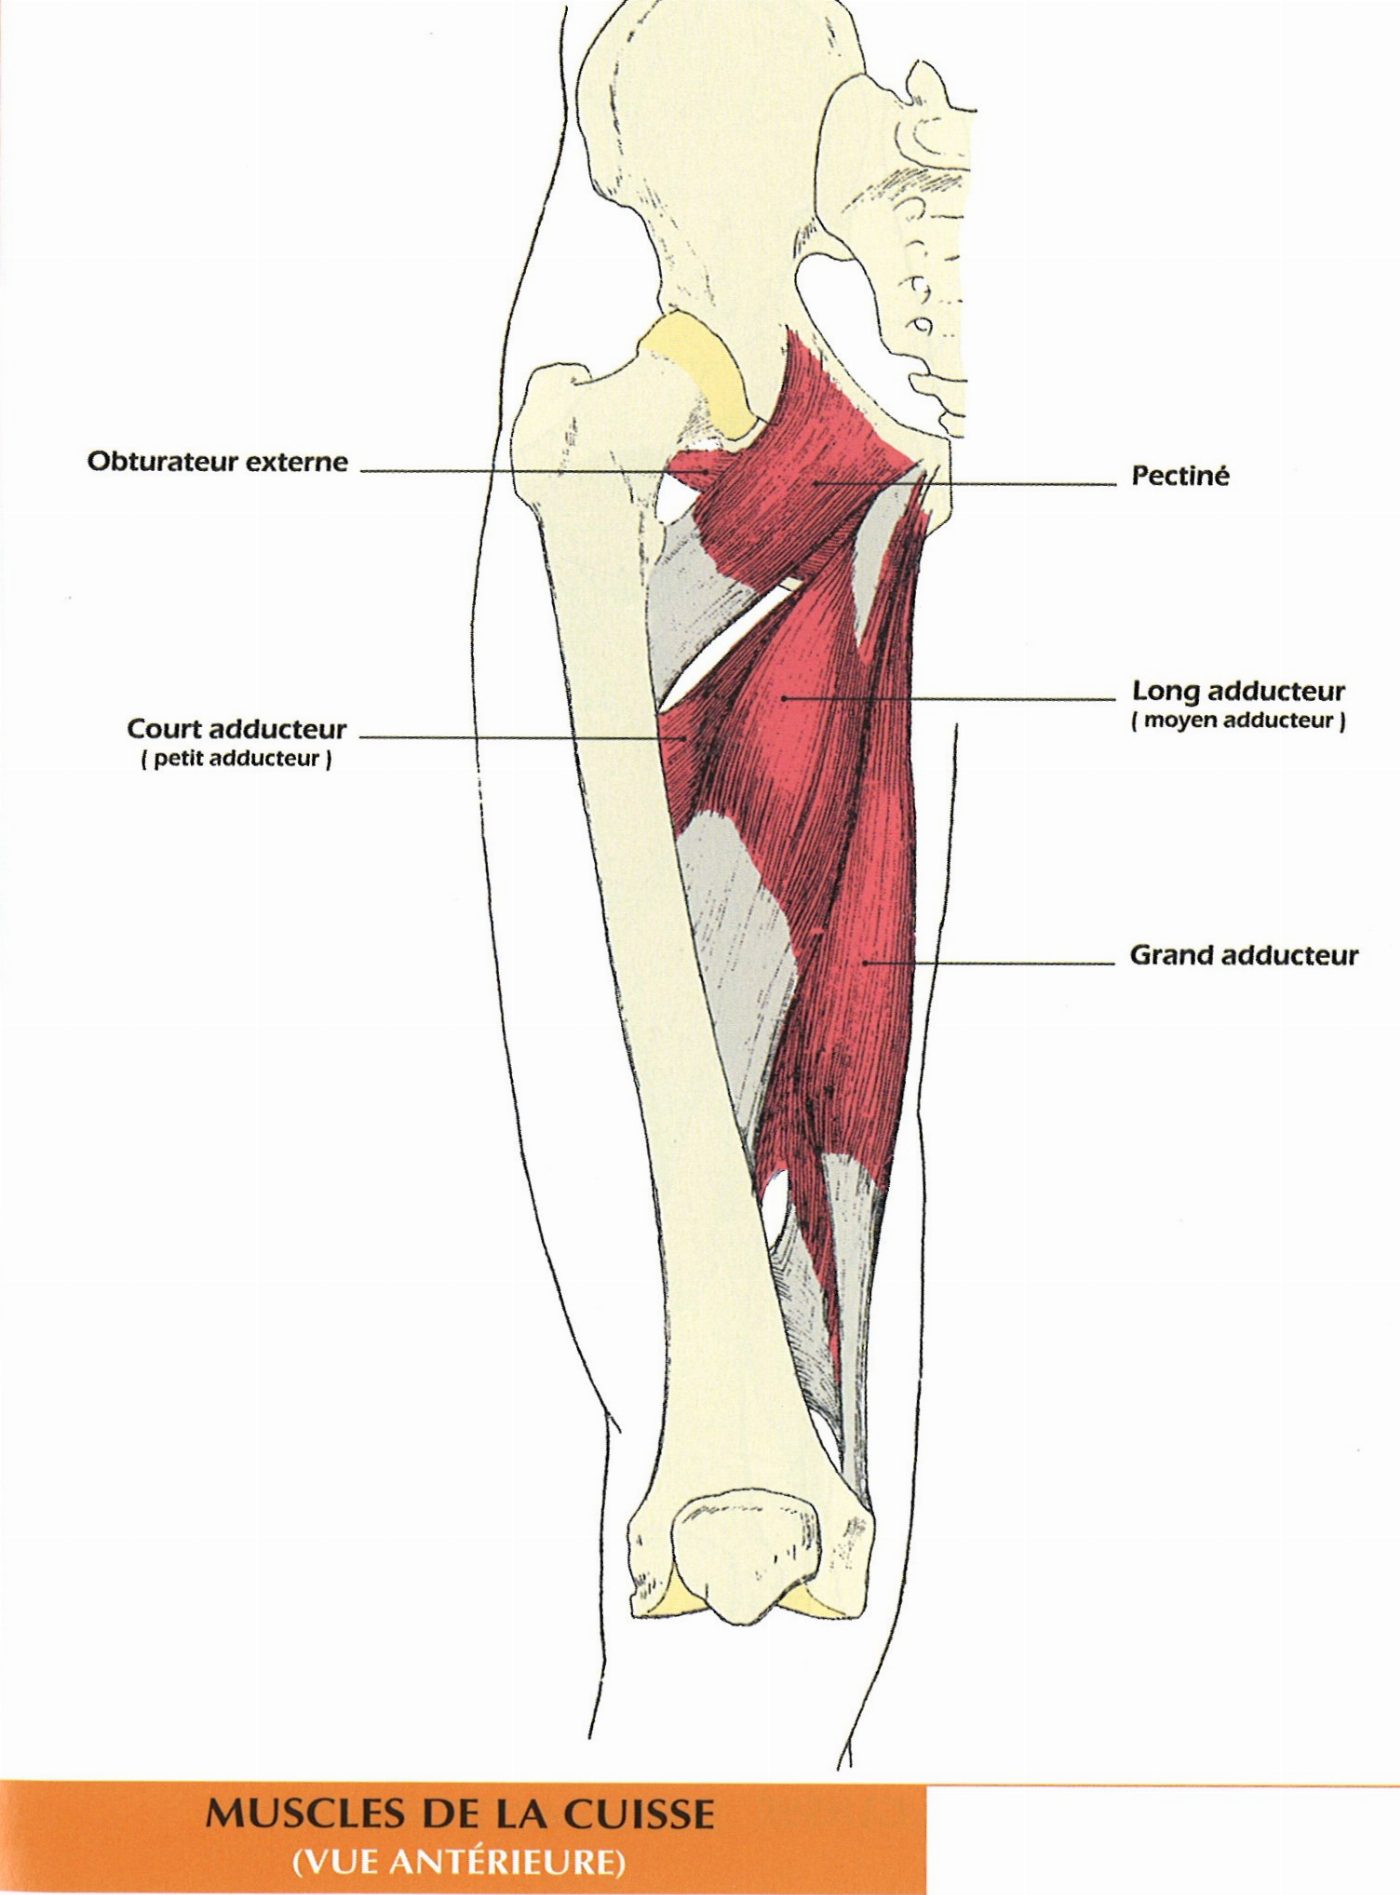 Obturateur externe
Pectiné
Long adducteur
( moyen adducteur )
Court adducteur
( petit adducteur )
Grand adducteur
MUSCLES DE LA CUISSE
(VUE ANTÉRIEURE)